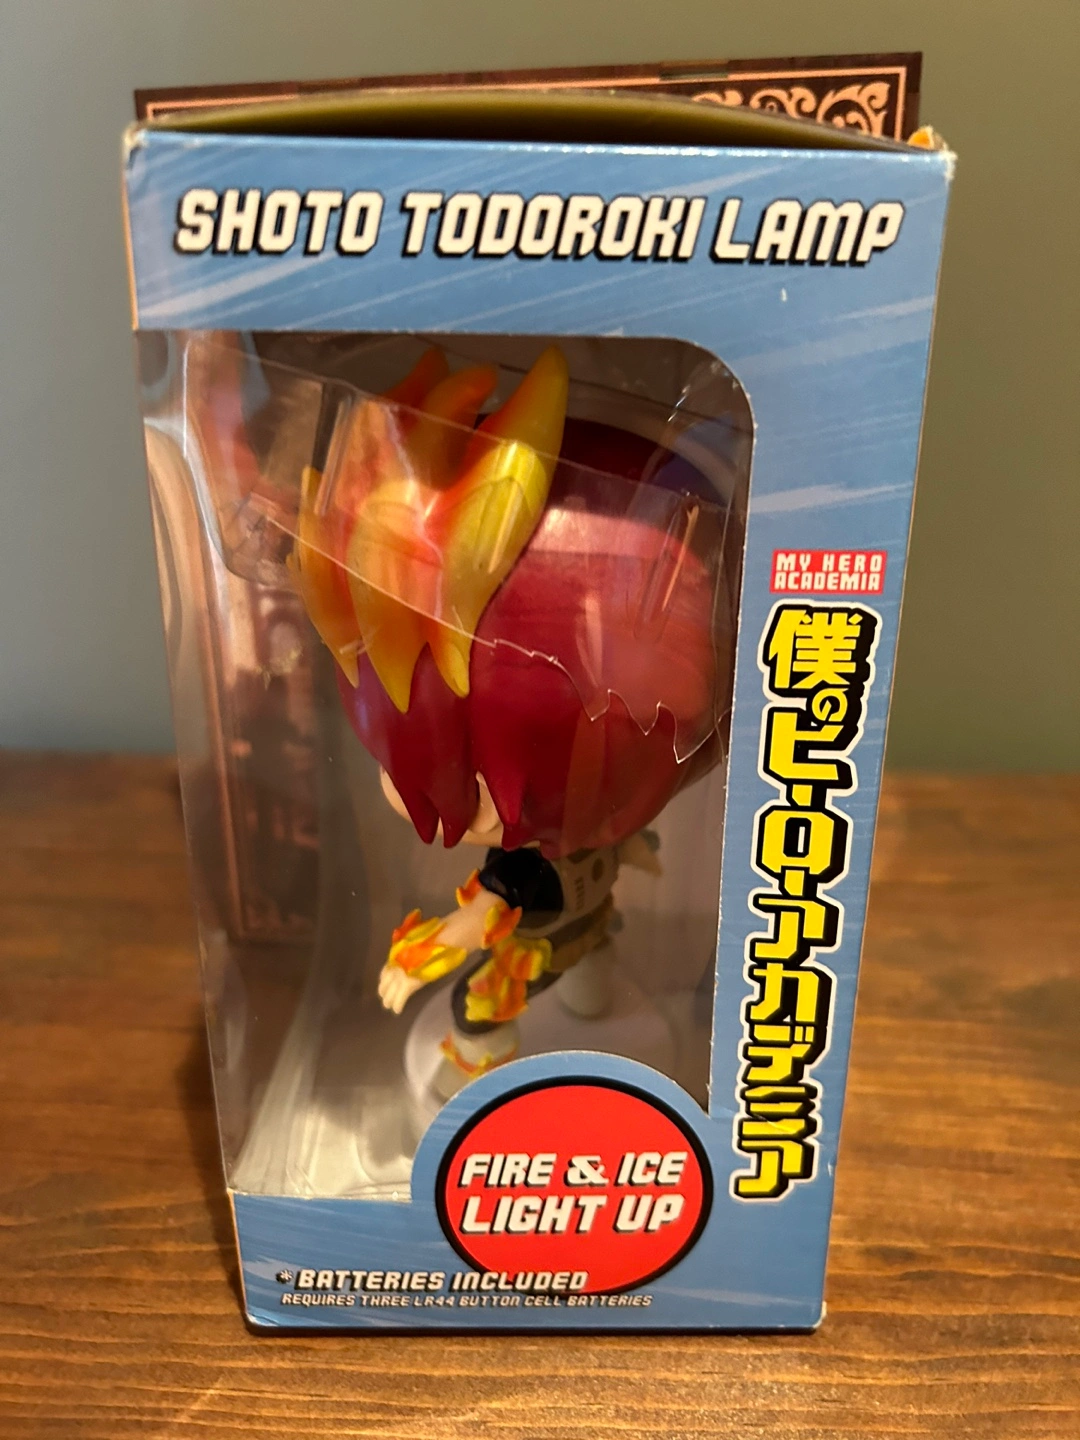 SHOTO TODOROKI LAMP
MY HERO
ACADEMIA
僕のヒーローアカデミア
FIRE & ICE
LIGHT UP
* BATTERIES INCLUDED
REQUIRES THREE LR44 BUTTON CELL BATTERIES